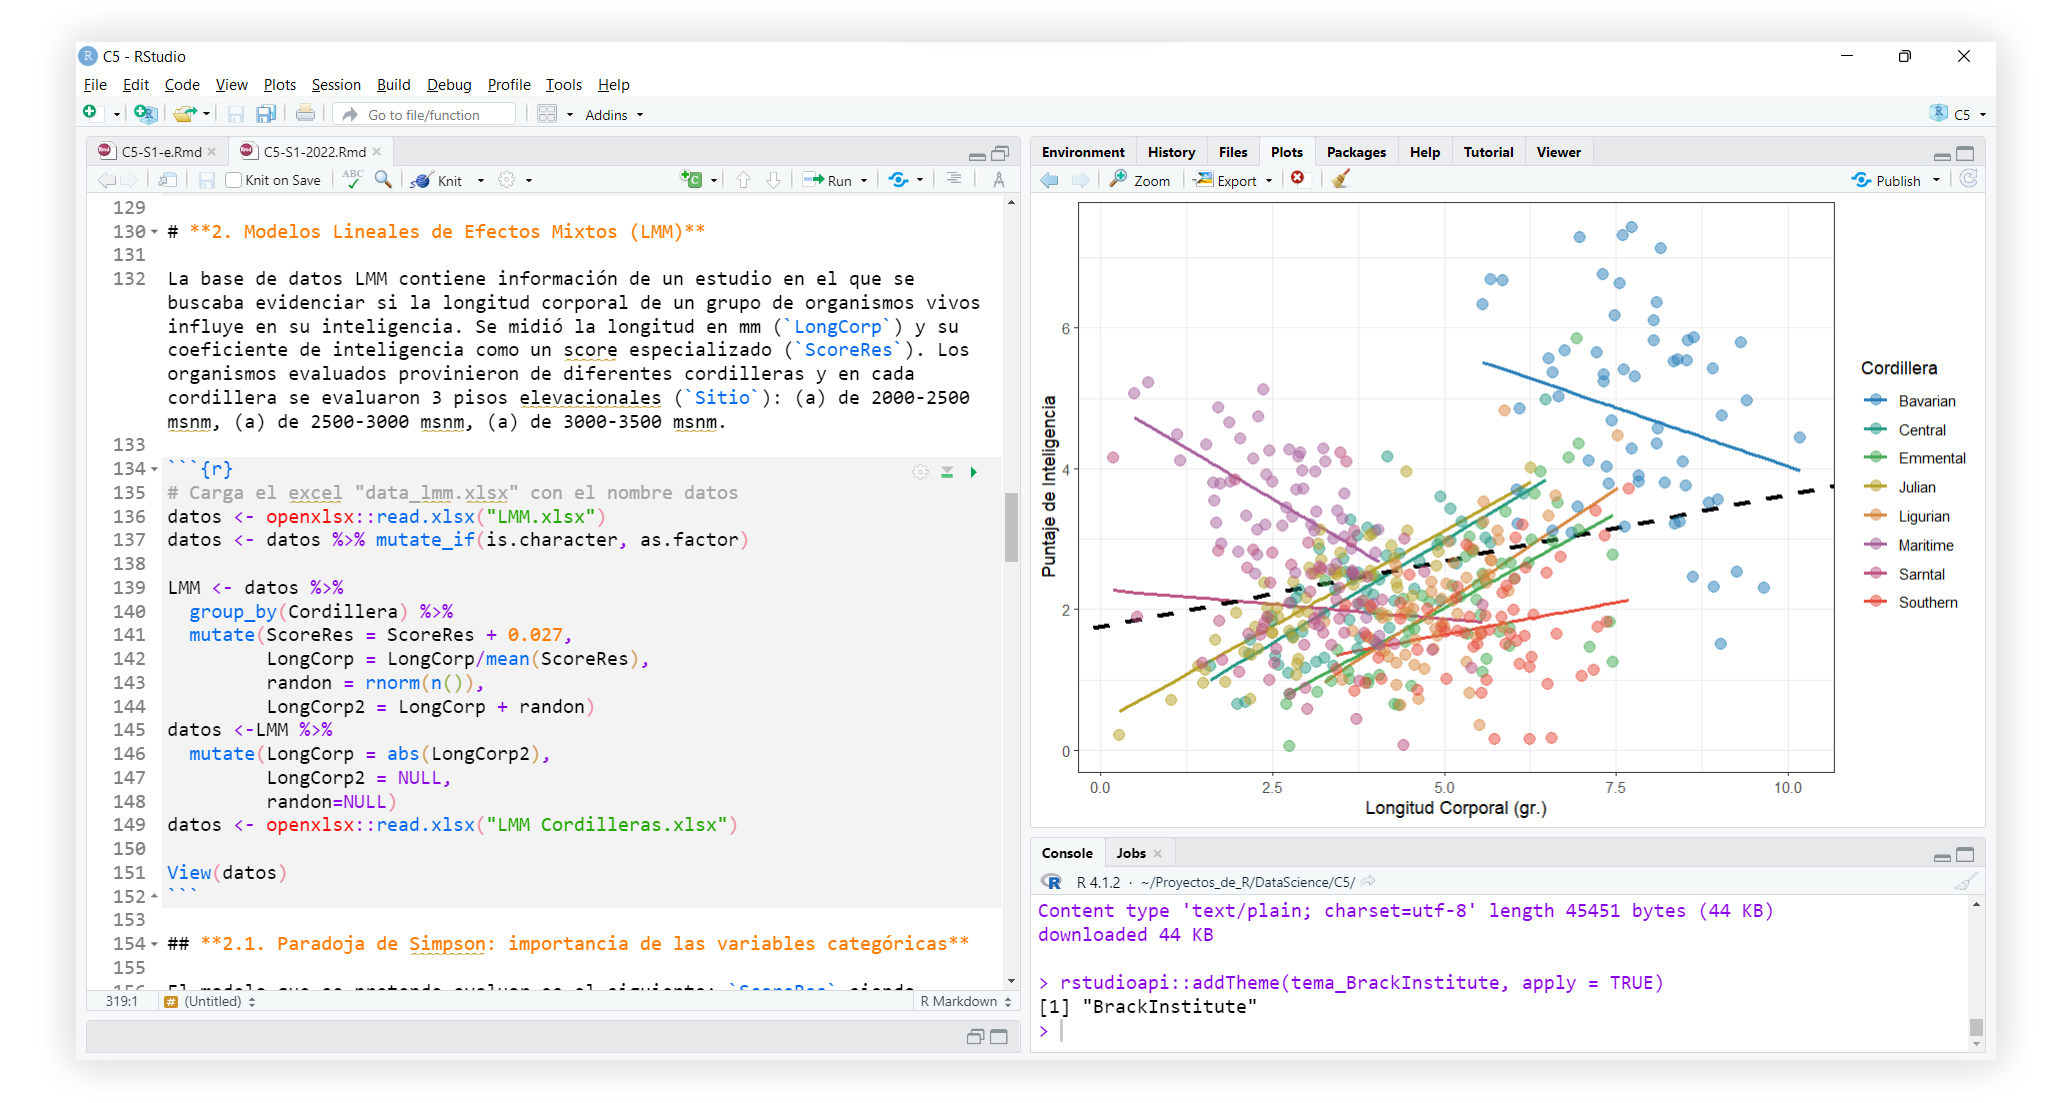 C5 - RStudio
File Edit Code View Plots Session Build Debug Profile Tools Help
Go to file/function Addins C5
C5-S1-e.Rmd C5-S1-2022.Rmd
Knit on Save ABC Knit Run
129
130 # **2. Modelos Lineales de Efectos Mixtos (LMM)**
131
132 La base de datos LMM contiene información de un estudio en el que se
buscaba evidenciar si la longitud corporal de un grupo de organismos vivos
influye en su inteligencia. Se midió la longitud en mm (`LongCorp`) y su
coeficiente de inteligencia como un score especializado (`ScoreRes`). Los
organismos evaluados provinieron de diferentes cordilleras y en cada
cordillera se evaluaron 3 pisos elevacionales (`Sitio`): (a) de 2000-2500
msnm, (a) de 2500-3000 msnm, (a) de 3000-3500 msnm.
133
134 ```{r}
135 # Carga el excel "data_lmm.xlsx" con el nombre datos
136 datos <- openxlsx::read.xlsx("LMM.xlsx")
137 datos <- datos %>% mutate_if(is.character, as.factor)
138
139 LMM <- datos %>%
140 group_by(Cordillera) %>%
141 mutate(ScoreRes = ScoreRes + 0.027,
142 LongCorp = LongCorp/mean(ScoreRes),
143 randon = rnorm(n()),
144 LongCorp2 = LongCorp + randon)
145 datos <-LMM %>%
146 mutate(LongCorp = abs(LongCorp2),
147 LongCorp2 = NULL,
148 randon=NULL)
149 datos <- openxlsx::read.xlsx("LMM Cordilleras.xlsx")
150
151 View(datos)
152 ```
153
154 ## **2.1. Paradoja de Simpson: importancia de las variables categóricas**
155
319:1 # (Untitled) R Markdown
Environment History Files Plots Packages Help Tutorial Viewer
Zoom Export Publish
Puntaje de Inteligencia
6
4
2
0
0.0 2.5 5.0 7.5 10.0
Longitud Corporal (gr.)
Cordillera
Bavarian
Central
Emmental
Julian
Ligurian
Maritime
Sarntal
Southern
Console Jobs
R 4.1.2 · ~/Proyectos_de_R/DataScience/C5/
Content type 'text/plain; charset=utf-8' length 45451 bytes (44 KB)
downloaded 44 KB
> rstudioapi::addTheme(tema_BrackInstitute, apply = TRUE)
[1] "BrackInstitute"
>